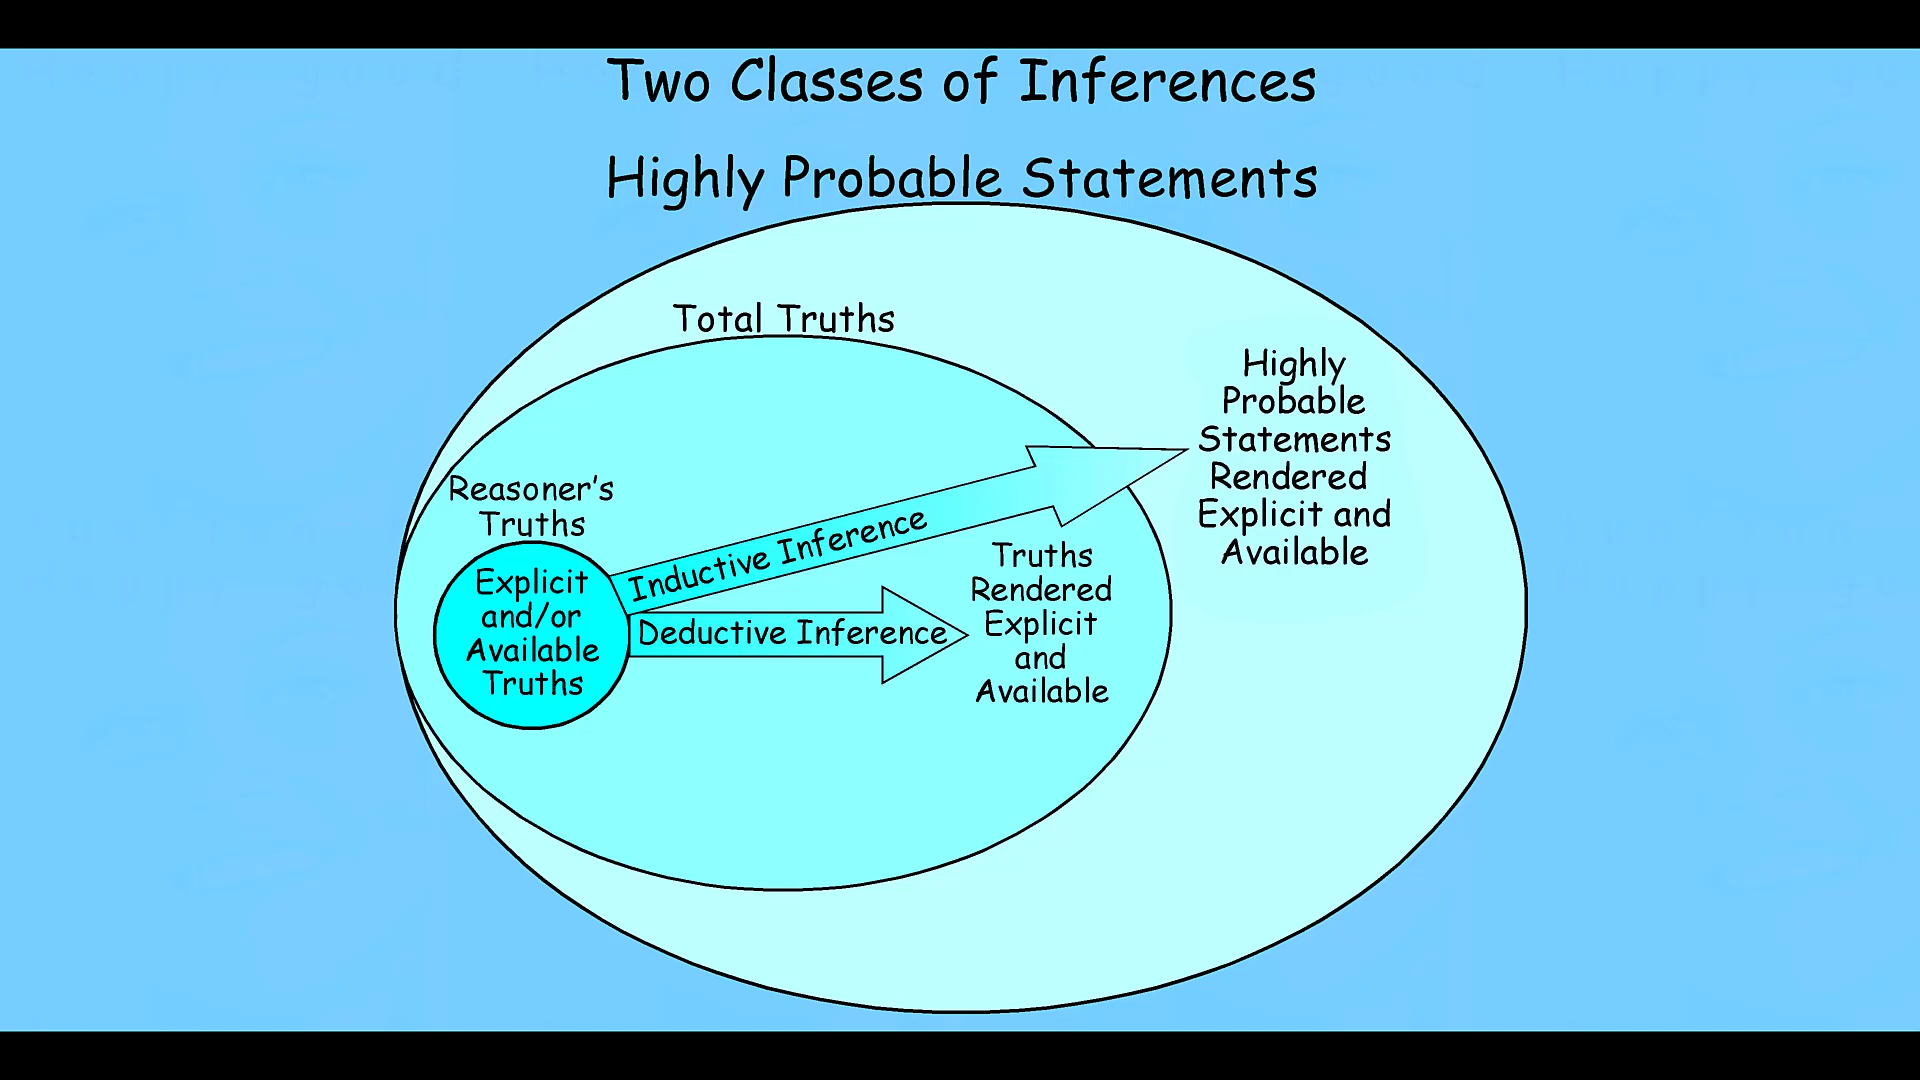 Two Classes of Inferences
Highly Probable Statements
Total Truths
Reasoner's
Truths
Explicit
and/or
Available
Truths
Inductive Inference
Deductive Inference
Truths
Rendered
Explicit
and
Available
Highly
Probable
Statements
Rendered
Explicit and
Available